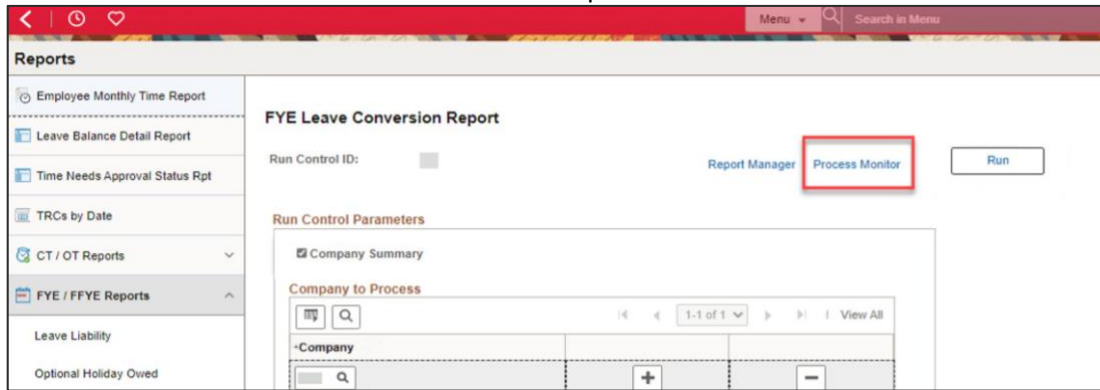 Menu Search in Menu
Reports
Employee Monthly Time Report
Leave Balance Detail Report
Time Needs Approval Status Rpt
TRCs by Date
CT / OT Reports
FYE / FFYE Reports
Leave Liability
Optional Holiday Owed
FYE Leave Conversion Report
Run Control ID:
Report Manager Process Monitor Run
Run Control Parameters
Company Summary
Company to Process
1-1 of 1 View All
*Company